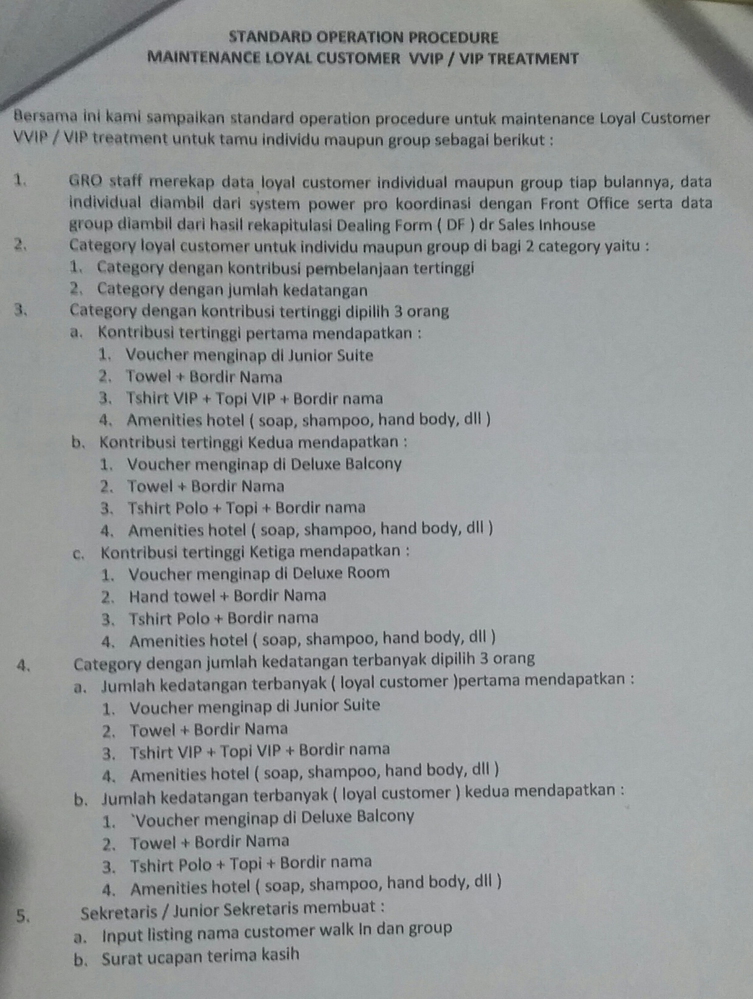 STANDARD OPERATION PROCEDURE
MAINTENANCE LOYAL CUSTOMER VVIP / VIP TREATMENT
Bersama ini kami sampaikan standard operation procedure untuk maintenance Loyal Customer
VVIP / VIP treatment untuk tamu individu maupun group sebagai berikut :
1. GRO staff merekap data loyal customer individual maupun group tiap bulannya, data
individual diambil dari system power pro koordinasi dengan Front Office serta data
group diambil dari hasil rekapitulasi Dealing Form ( DF ) dr Sales Inhouse
2. Category loyal customer untuk individu maupun group di bagi 2 category yaitu :
1. Category dengan kontribusi pembelanjaan tertinggi
2. Category dengan jumlah kedatangan
3. Category dengan kontribusi tertinggi dipilih 3 orang
a. Kontribusi tertinggi pertama mendapatkan :
1. Voucher menginap di Junior Suite
2. Towel + Bordir Nama
3. Tshirt VIP + Topi VIP + Bordir nama
4. Amenities hotel ( soap, shampoo, hand body, dll )
b. Kontribusi tertinggi Kedua mendapatkan :
1. Voucher menginap di Deluxe Balcony
2. Towel + Bordir Nama
3. Tshirt Polo + Topi + Bordir nama
4. Amenities hotel ( soap, shampoo, hand body, dll )
c. Kontribusi tertinggi Ketiga mendapatkan :
1. Voucher menginap di Deluxe Room
2. Hand towel + Bordir Nama
3. Tshirt Polo + Bordir nama
4. Amenities hotel ( soap, shampoo, hand body, dll )
4. Category dengan jumlah kedatangan terbanyak dipilih 3 orang
a. Jumlah kedatangan terbanyak ( loyal customer )pertama mendapatkan :
1. Voucher menginap di Junior Suite
2. Towel + Bordir Nama
3. Tshirt VIP + Topi VIP + Bordir nama
4. Amenities hotel ( soap, shampoo, hand body, dll )
b. Jumlah kedatangan terbanyak ( loyal customer ) kedua mendapatkan :
1. `Voucher menginap di Deluxe Balcony
2. Towel + Bordir Nama
3. Tshirt Polo + Topi + Bordir nama
4. Amenities hotel ( soap, shampoo, hand body, dll )
5. Sekretaris / Junior Sekretaris membuat :
a. Input listing nama customer walk In dan group
b. Surat ucapan terima kasih